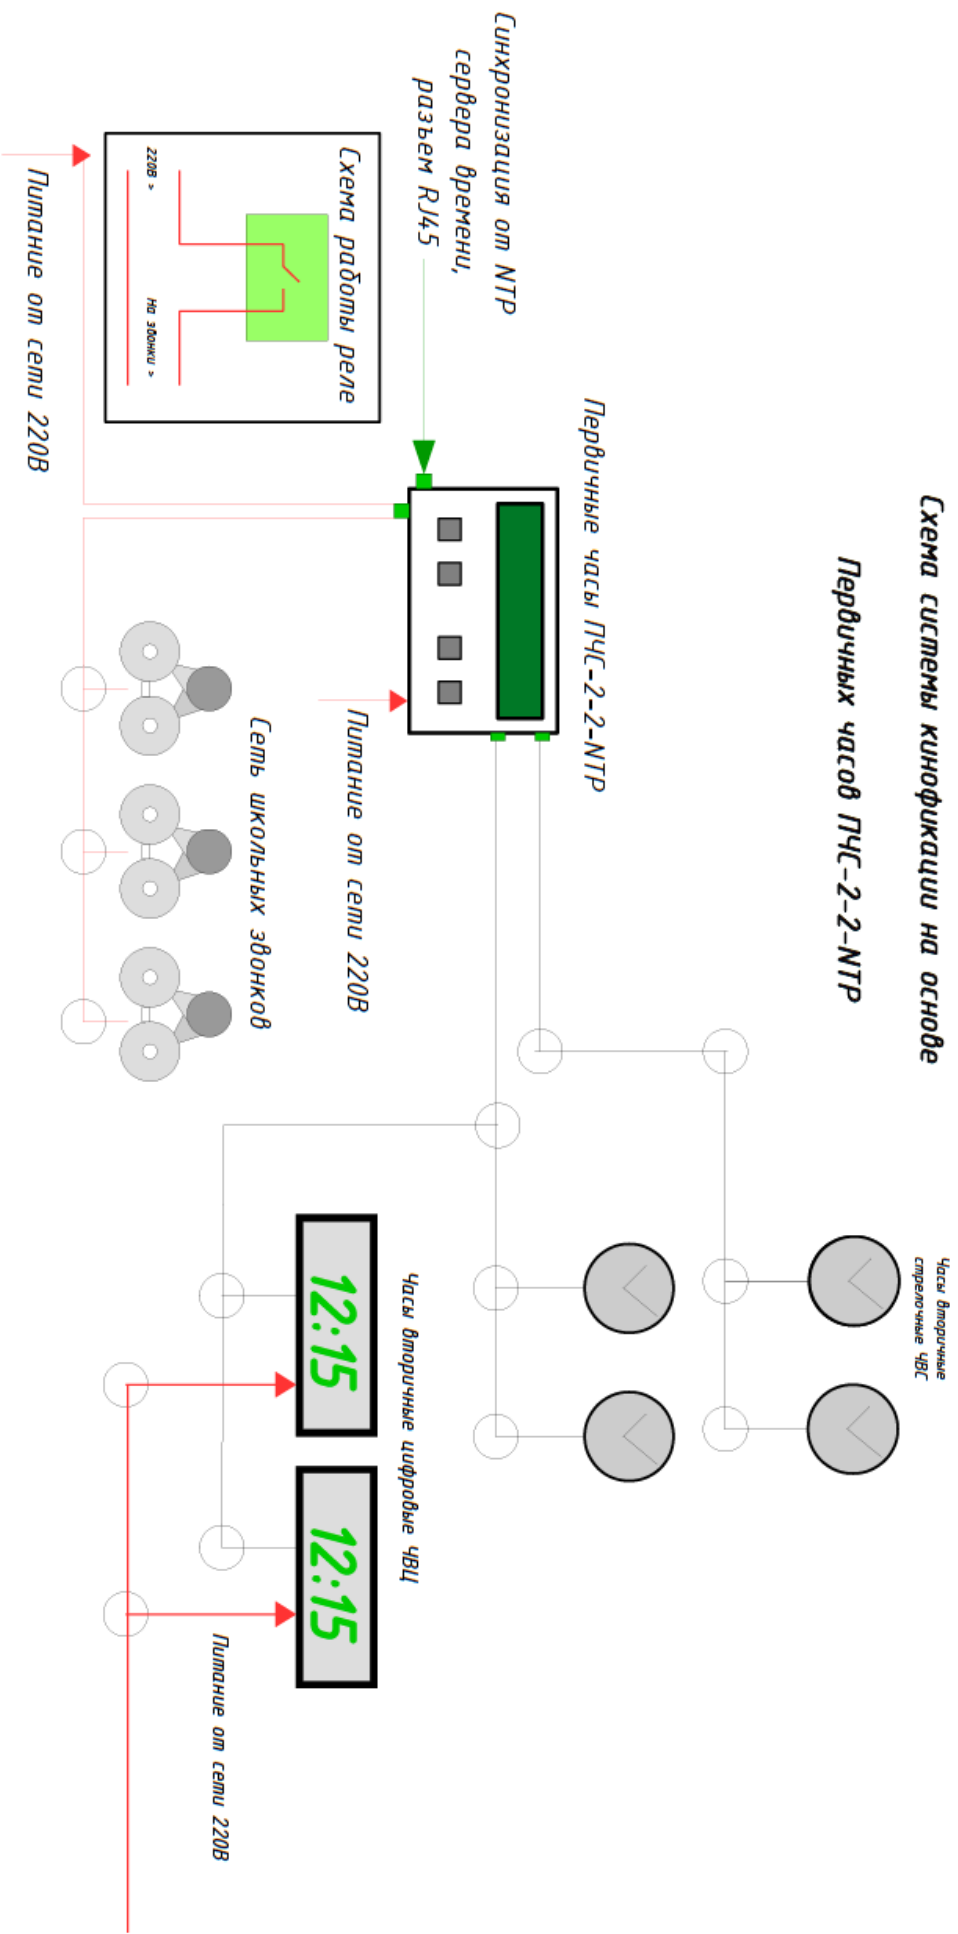 Схема системы кинофикации на основе
Первичных часов ПЧС-2-2-NTP
Синхронизация от NTP
сервера времени,
разъем RJ45
Первичные часы ПЧС-2-2-NTP
Часы вторичные
стрелочные ЧВС
Схема работы реле
220В >
На звонки >
Питание от сети 220В
Питание от сети 220В
Сеть школьных звонков
Часы вторичные цифровые ЧВЦ
12:15
12:15
Питание от сети 220В